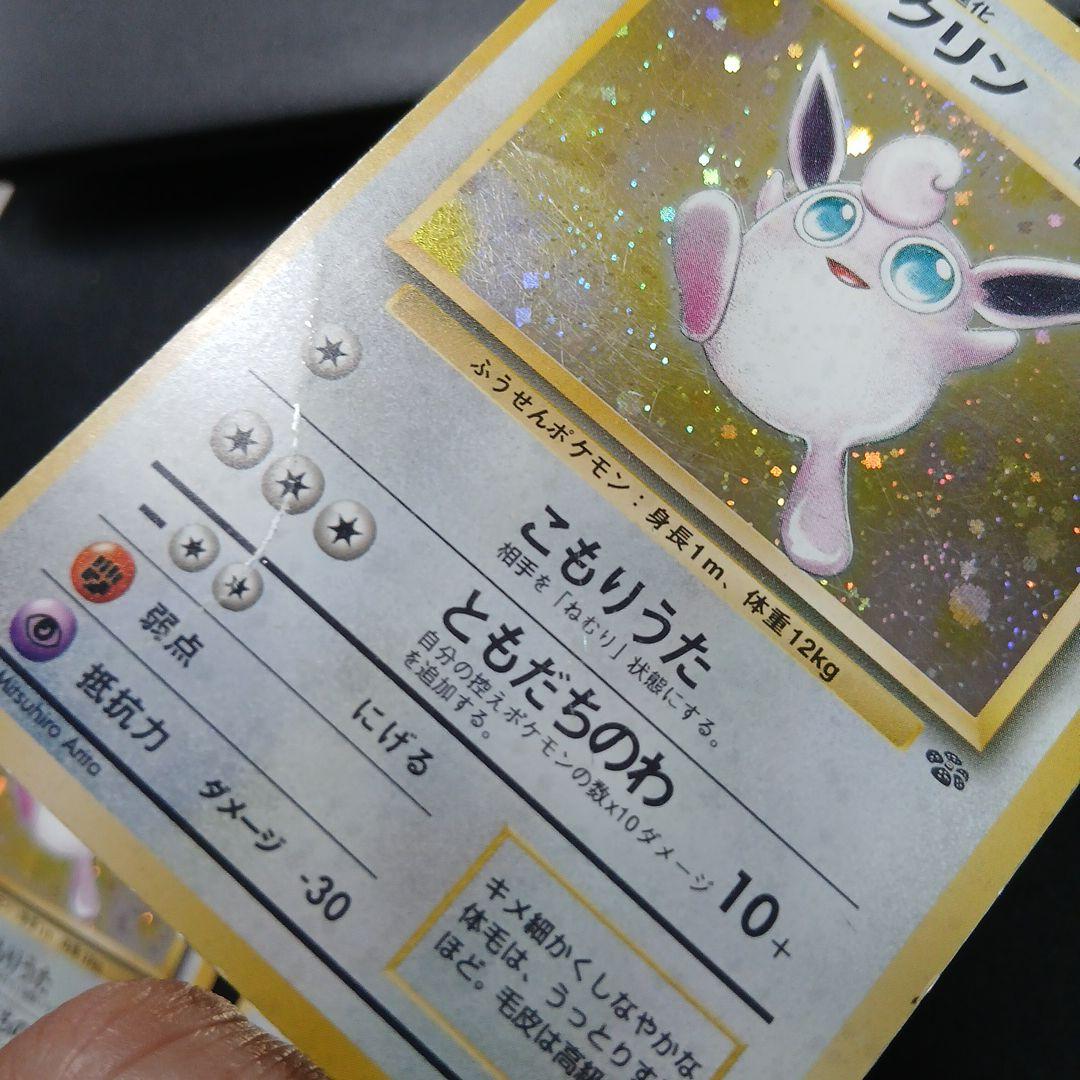 化
クリン
ふうせんポケモン：身長1m、体重12kg
こもりうた
相手を「ねむり」状態にする。
ともだちのわ
自分の控えポケモンの数x10ダメージ
を追加する。
10+
にげる
弱点
抵抗力
ダメージ -30
キメ細かくしなやかな
体毛は、うっとりす
ほど。毛皮は高級
Mitsuhiro Arita